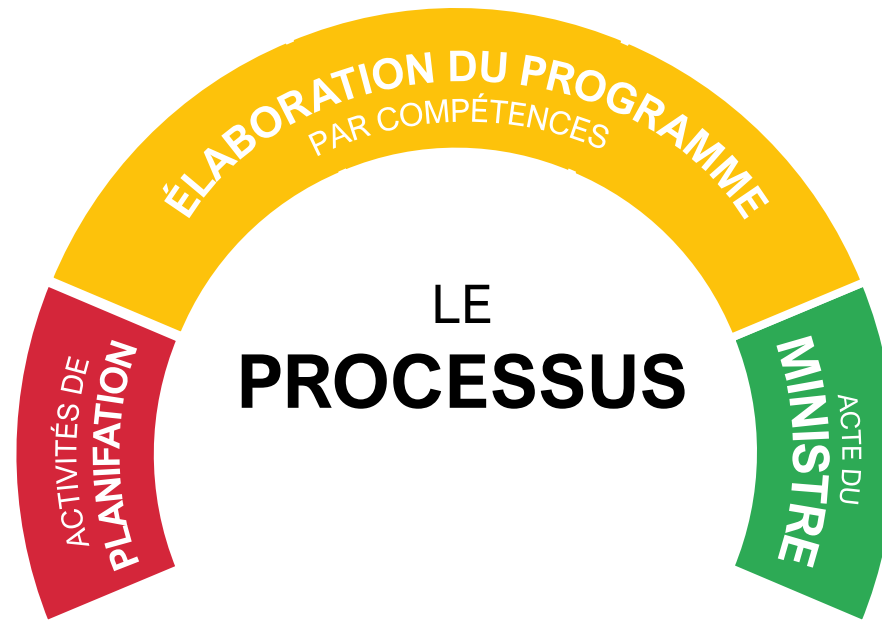 ÉLABORATION DU PROGRAMME
PAR COMPÉTENCES
LE
PROCESSUS
ACTIVITÉS DE
PLANIFATION
ACTE DU
MINISTRE